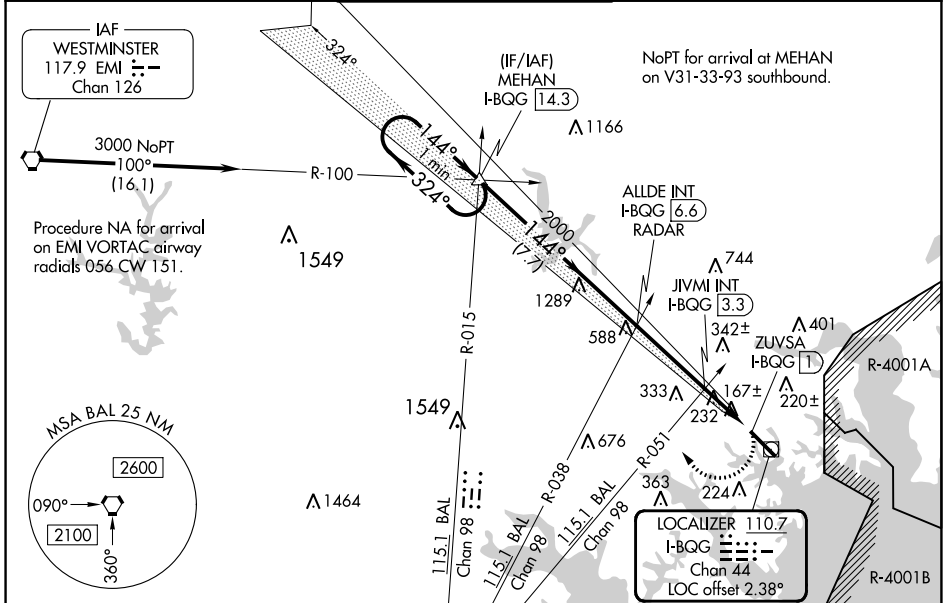 IAF
WESTMINSTER
117.9 EMI
Chan 126
3000 NoPT
100°
(16.1)
R-100
Procedure NA for arrival
on EMI VORTAC airway
radials 056 CW 151.
324°
(IF/IAF)
MEHAN
I-BQG 14.3
NoPT for arrival at MEHAN
on V31-33-93 southbound.
1166
144°
1 min
324°
2000
144°
(7.7)
ALLDE INT
I-BQG 6.6
RADAR
1549
1289
588
744
JIVMI INT
I-BQG 3.3
342±
401
ZUVSA
I-BQG 1
R-4001A
333
232
167±
220±
R-015
1549
676
R-038
R-051
363
224
1464
MSA BAL 25 NM
2600
090°
2100
360°
115.1 BAL
Chan 98
115.1 BAL
Chan 98
115.1 BAL
Chan 98
LOCALIZER 110.7
I-BQG
Chan 44
LOC offset 2.38°
R-4001B